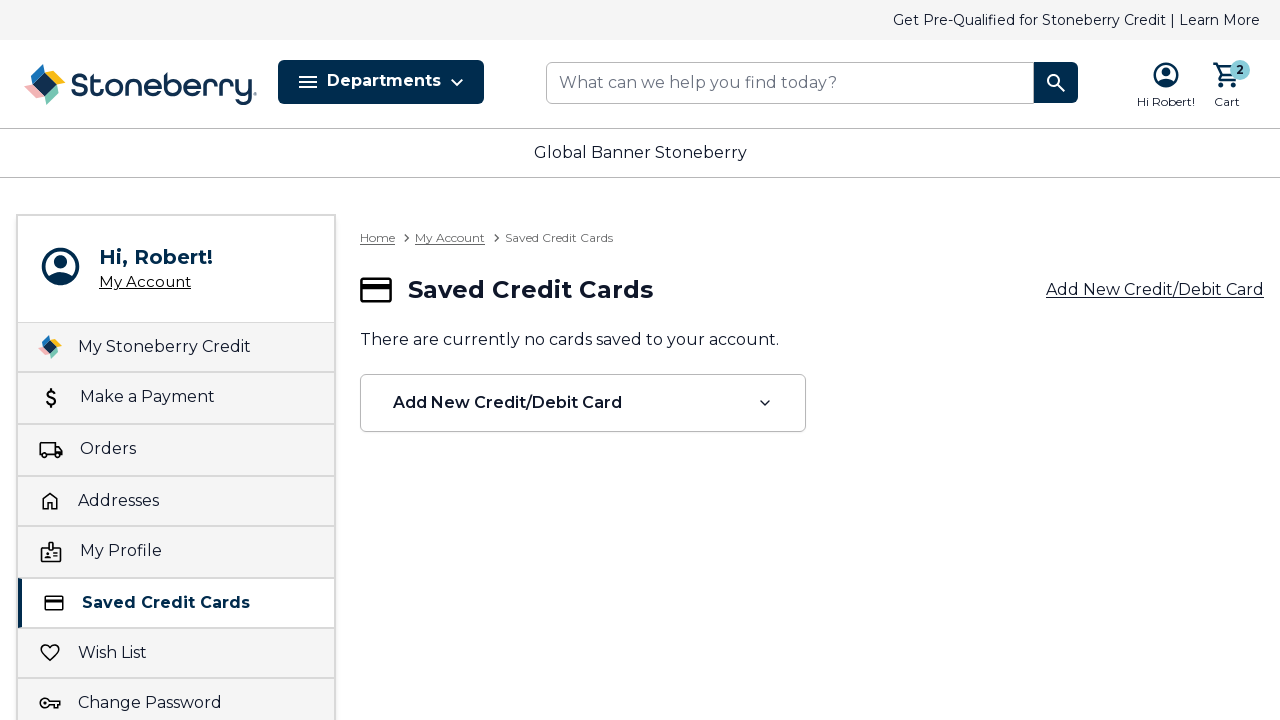 Get Pre-Qualified for Stoneberry Credit | Learn More
Stoneberry®
Departments
What can we help you find today?
Hi Robert!
2
Cart
Global Banner Stoneberry
Hi, Robert!
My Account
My Stoneberry Credit
Make a Payment
Orders
Addresses
My Profile
Saved Credit Cards
Wish List
Change Password
Home > My Account > Saved Credit Cards
Saved Credit Cards
Add New Credit/Debit Card
There are currently no cards saved to your account.
Add New Credit/Debit Card